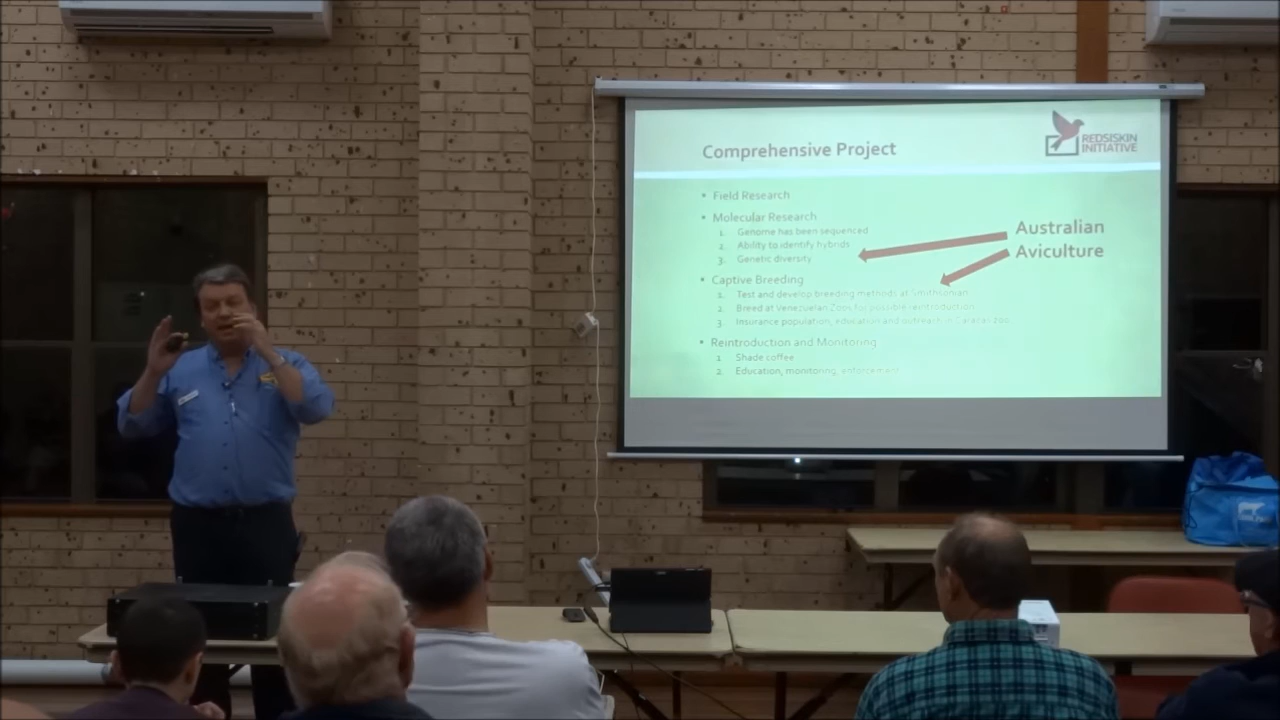 Comprehensive Project
REDSISKIN
INITIATIVE
• Field Research
• Molecular Research
1. Genome has been sequenced
2. Ability to identify hybrids
3. Genetic diversity
Australian
Aviculture
• Captive Breeding
1. Test and develop breeding methods at Smithsonian
2. Breed at Venezuelan Zoos for possible reintroduction
3. Insurance population, education and outreach in Caracas zoo
• Reintroduction and Monitoring
1. Shade coffee
2. Education, monitoring, enforcement